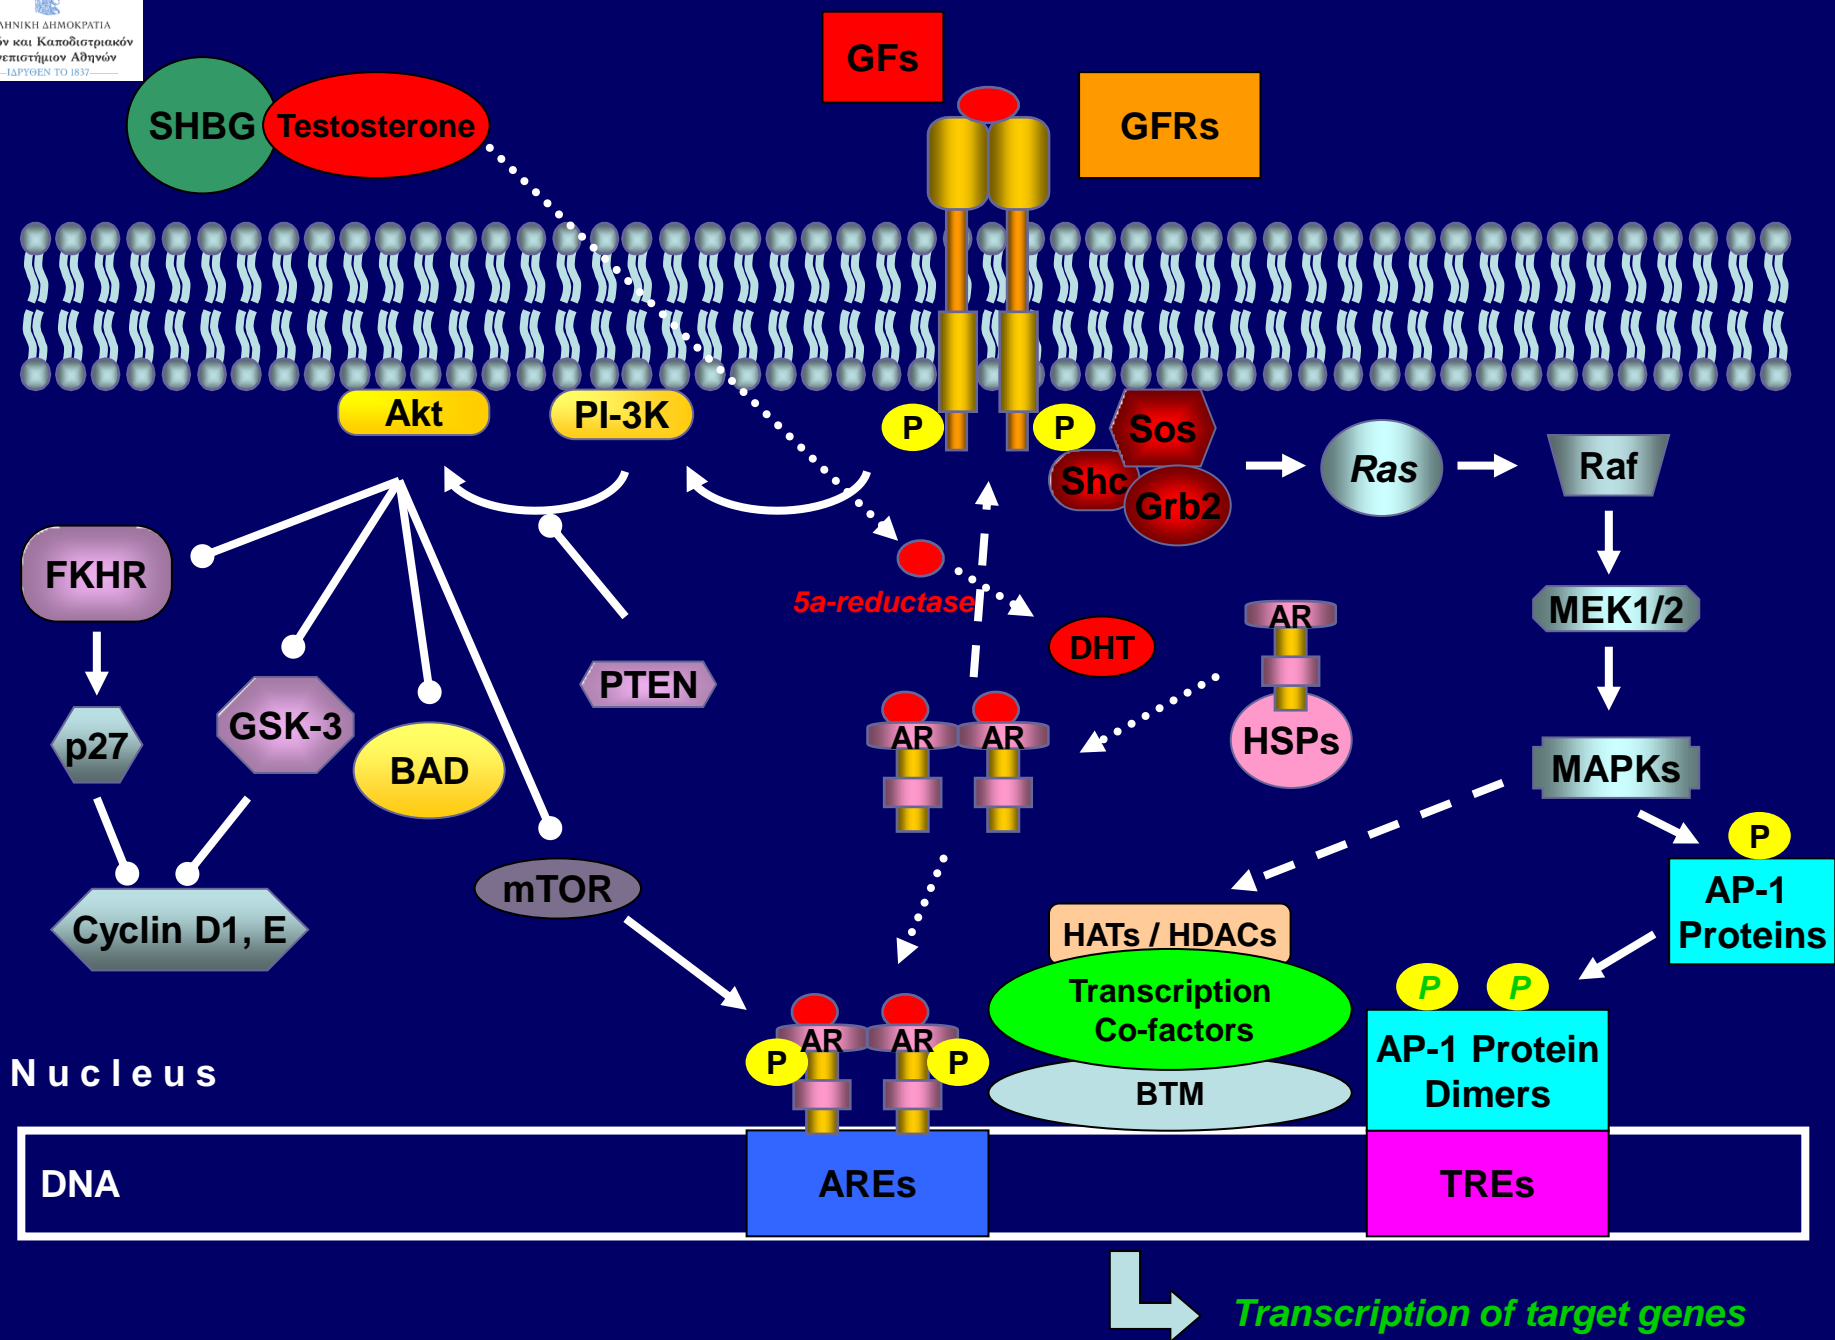 ΔΗΜΟΚΡΑΤΙΑ
και Καποδιστριακόν
Αθηνών
ΙΔΡΥΘΕΝ ΤΟ 1837
GFs
GFRs
SHBG
Testosterone
Akt
PI-3K
P
P
Sos
Shc
Grb2
Ras
Raf
FKHR
5a-reductase
DHT
AR
MEK1/2
PTEN
p27
GSK-3
BAD
AR
AR
HSPs
MAPKs
P
mTOR
Cyclin D1, E
HATs / HDACs
AP-1
Proteins
Transcription
Co-factors
P
P
AR
AR
P
P
AP-1 Protein
Dimers
Nucleus
BTM
DNA
AREs
TREs
Transcription of target genes